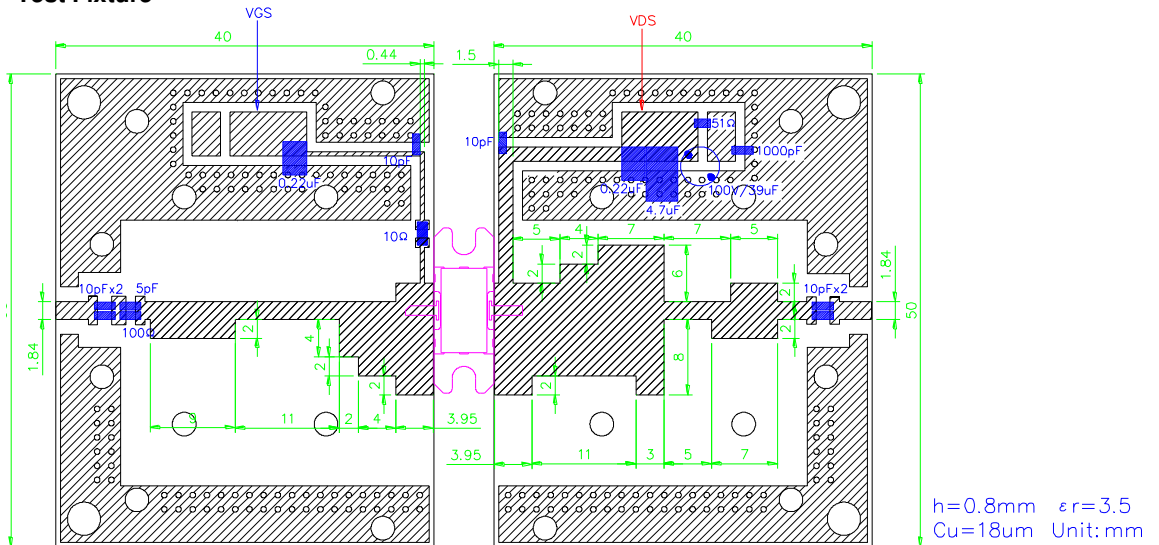 Test Fixture
VGS
VDS
40
40
0.44
1.5
10pF
10pF
51Ω
1000pF
0.22uF
0.22uF
100V/39uF
4.7uF
10Ω
5
4
7
7
5
2
2
6
2
2
1.84
1.84
50
10pFx2
5pF
100Ω
10pFx2
2
4
2
2
2
8
9
11
2
4
3.95
3.95
11
3
5
7
h=0.8mm εr=3.5
Cu=18um Unit:mm